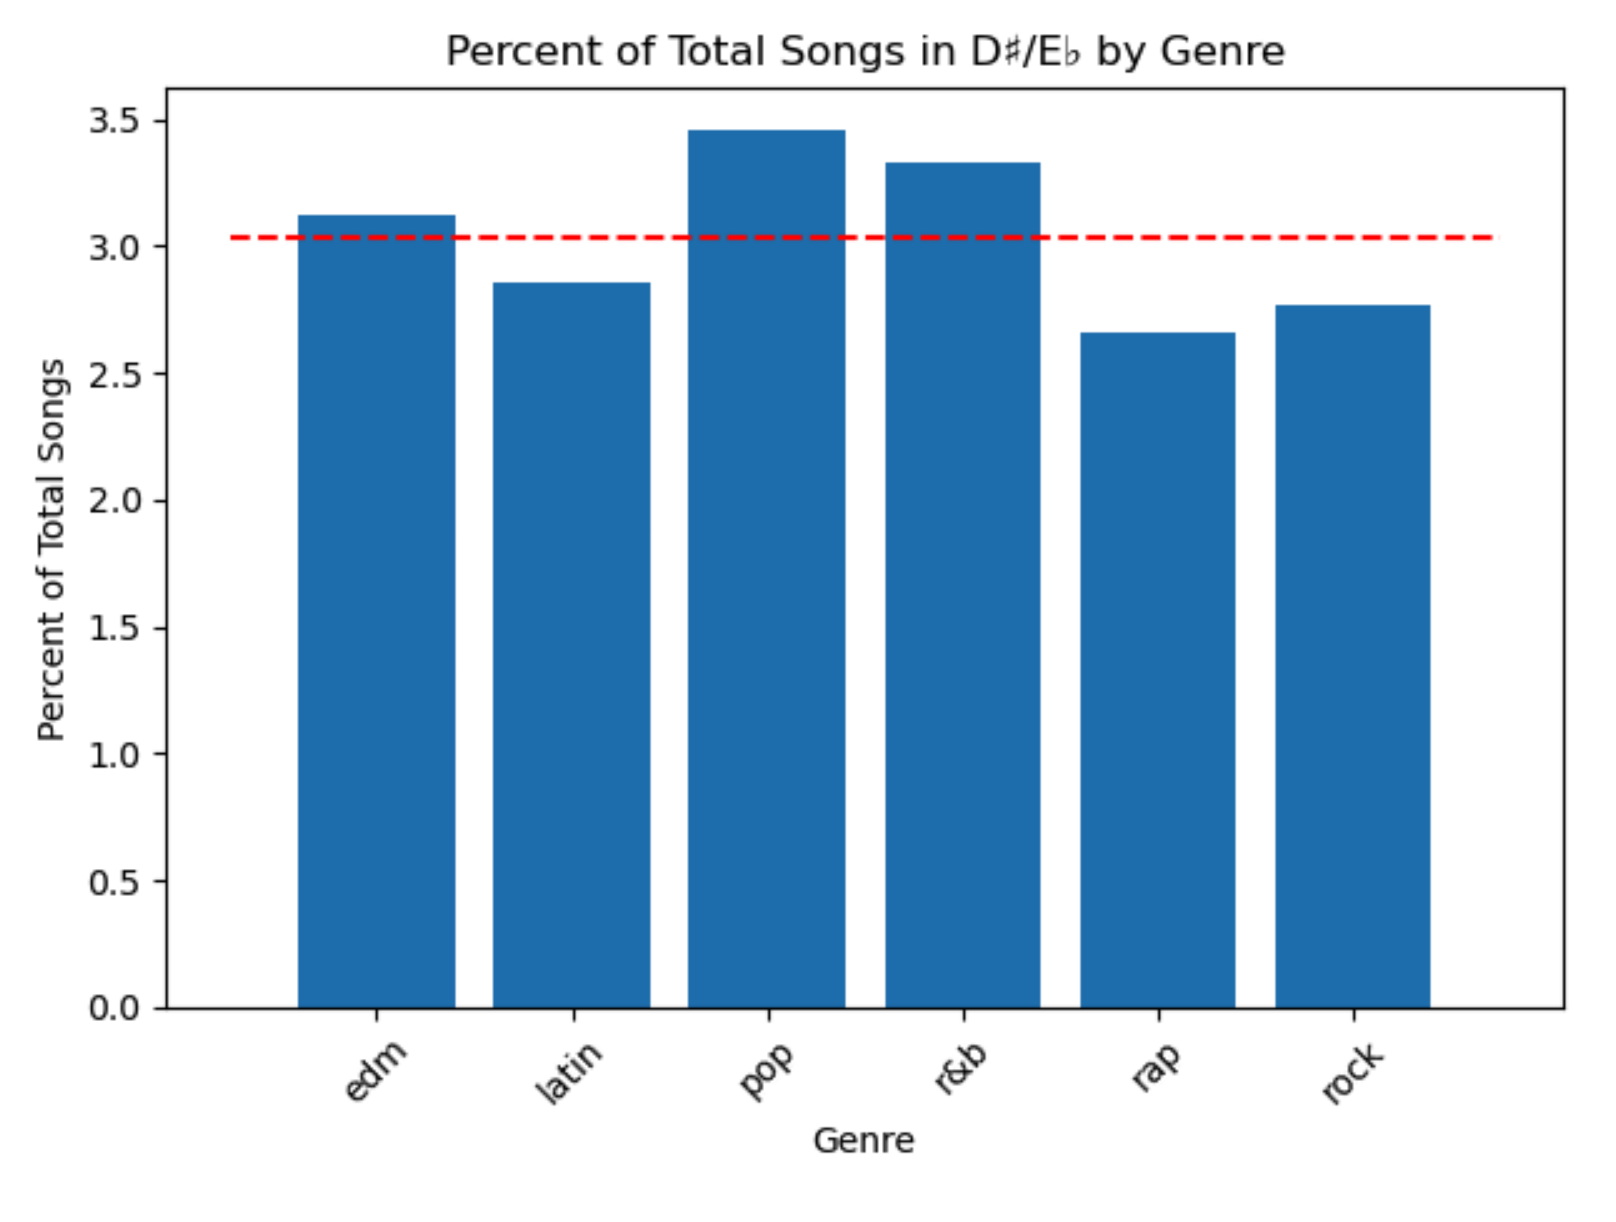 Percent of Total Songs in D♯/E♭ by Genre
Percent of Total Songs
3.5
3.0
2.5
2.0
1.5
1.0
0.5
0.0
edm
latin
pop
r&b
rap
rock
Genre